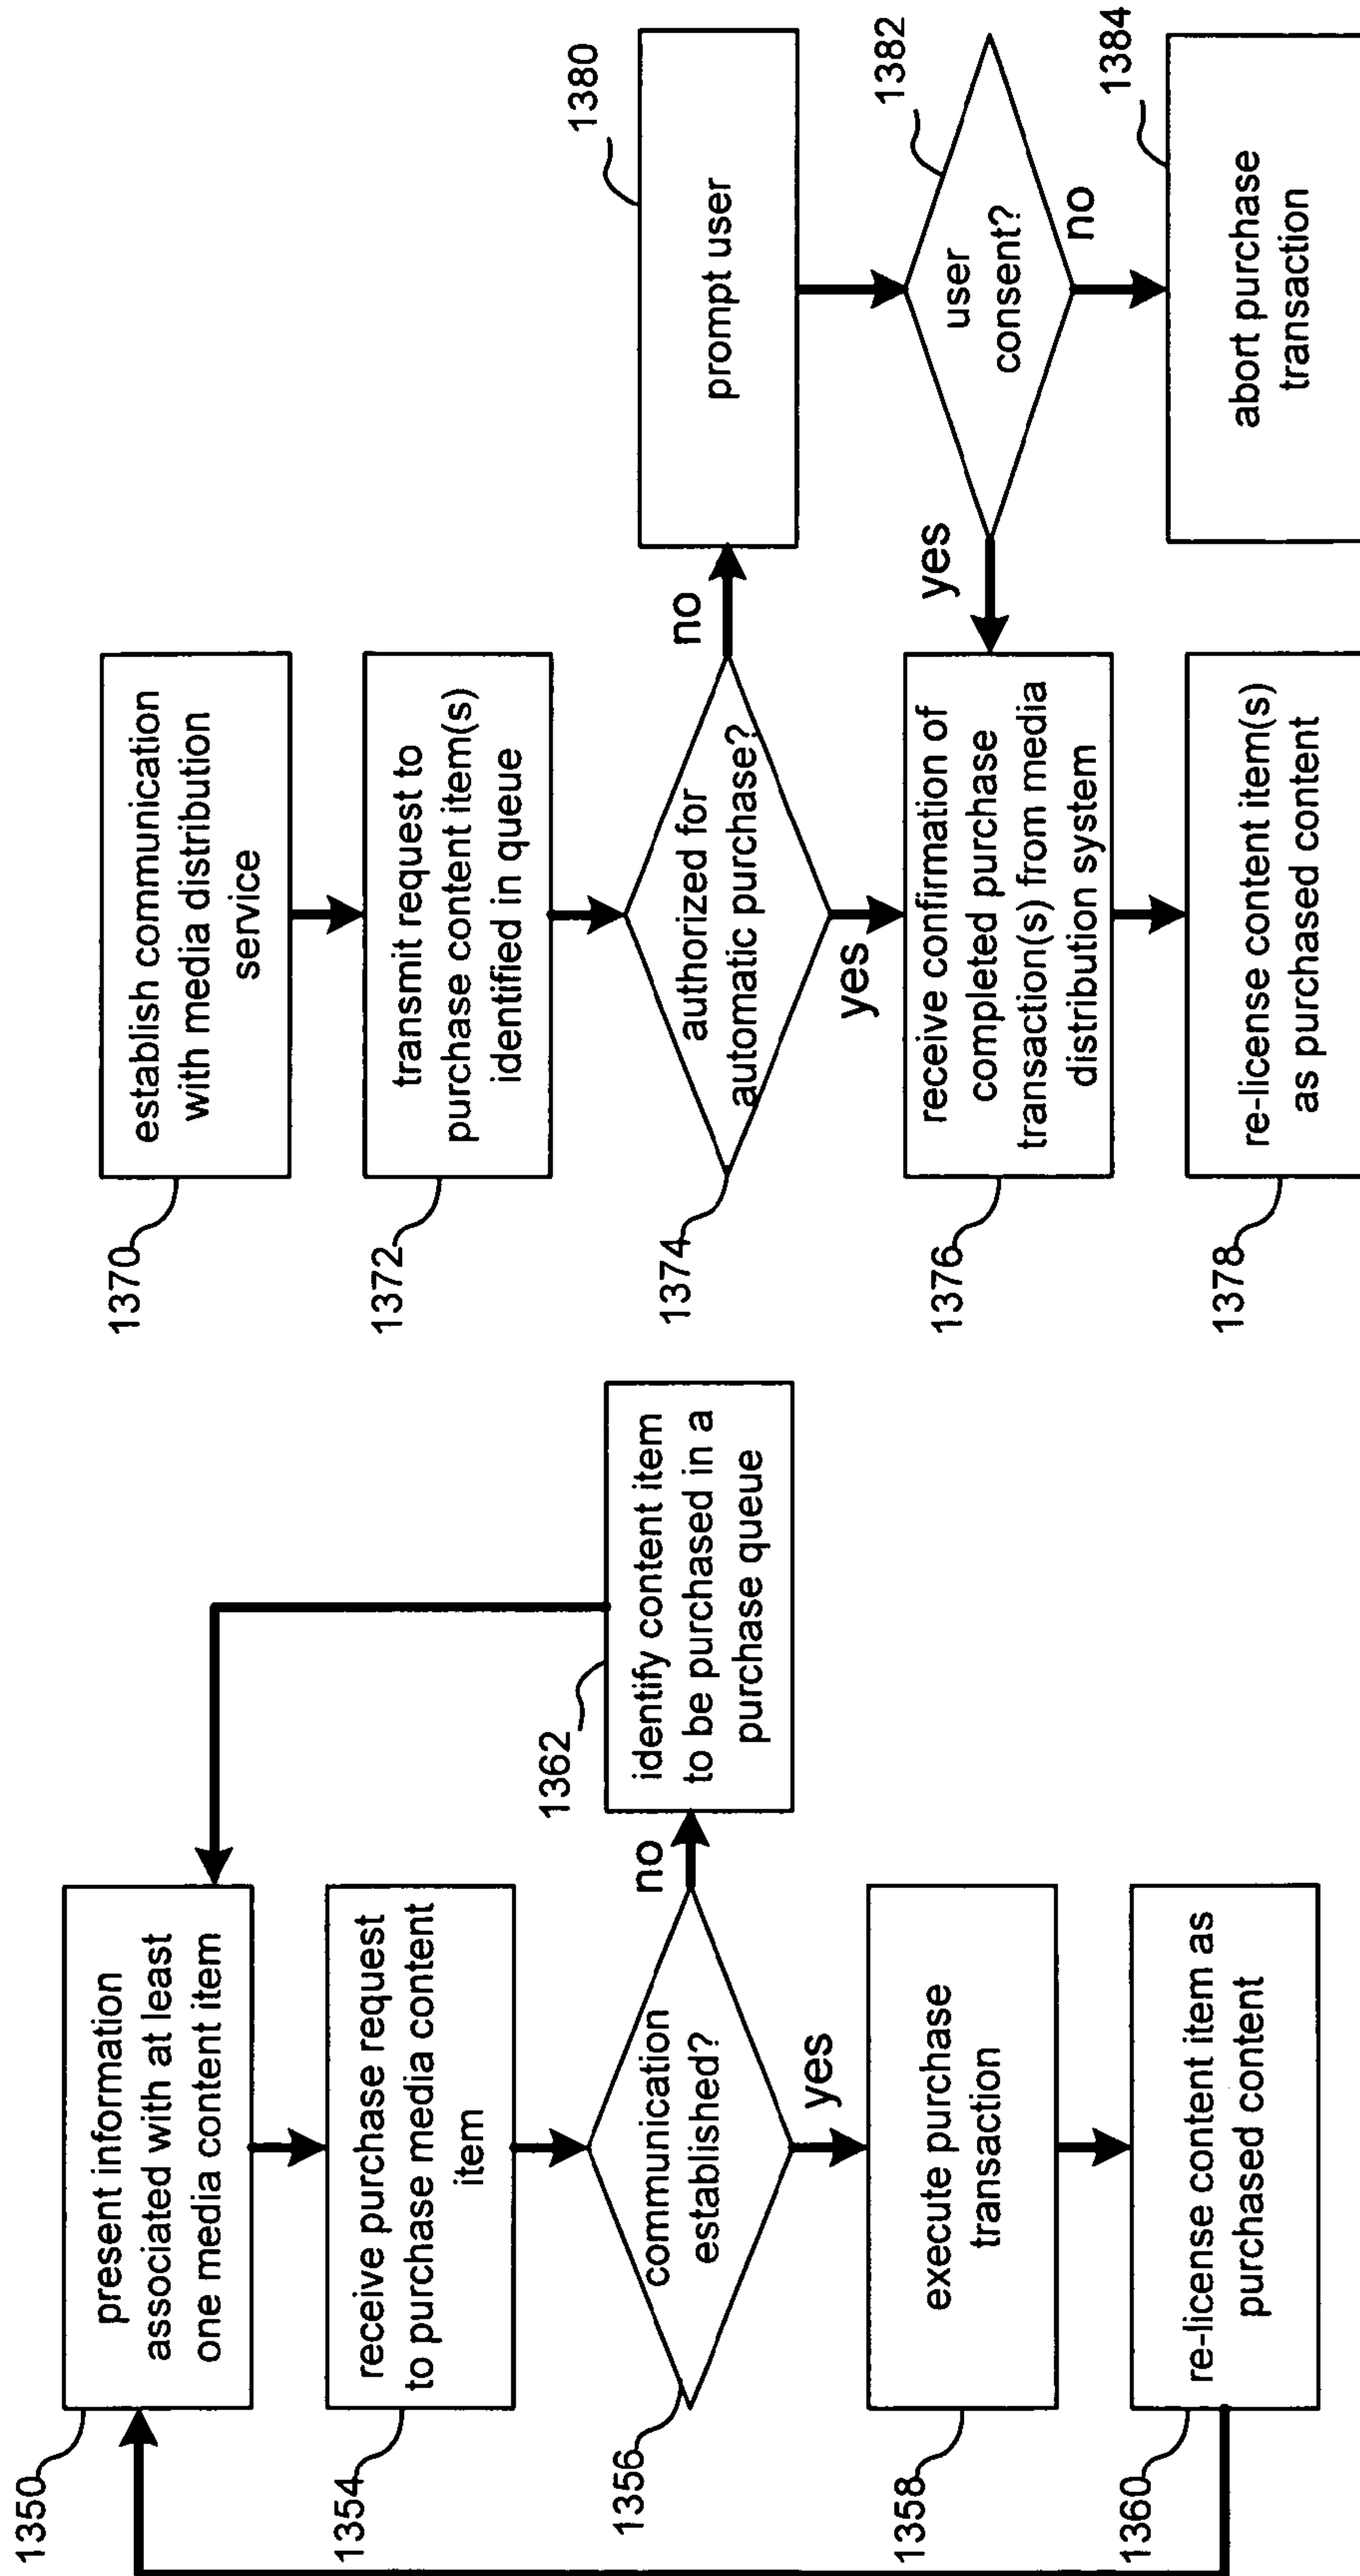 1350
present information
associated with at least
one media content item
1354
receive purchase request
to purchase media content
item
1356
communication
established?
no
yes
1362
identify content item
to be purchased in a
purchase queue
1358
execute purchase
transaction
1360
re-license content item as
purchased content
1370
establish communication
with media distribution
service
1372
transmit request to
purchase content item(s)
identified in queue
1374
authorized for
automatic purchase?
no
yes
1380
prompt user
1382
user
consent?
yes
no
1376
receive confirmation of
completed purchase
transaction(s) from media
distribution system
1384
abort purchase
transaction
1378
re-license content item(s)
as purchased content